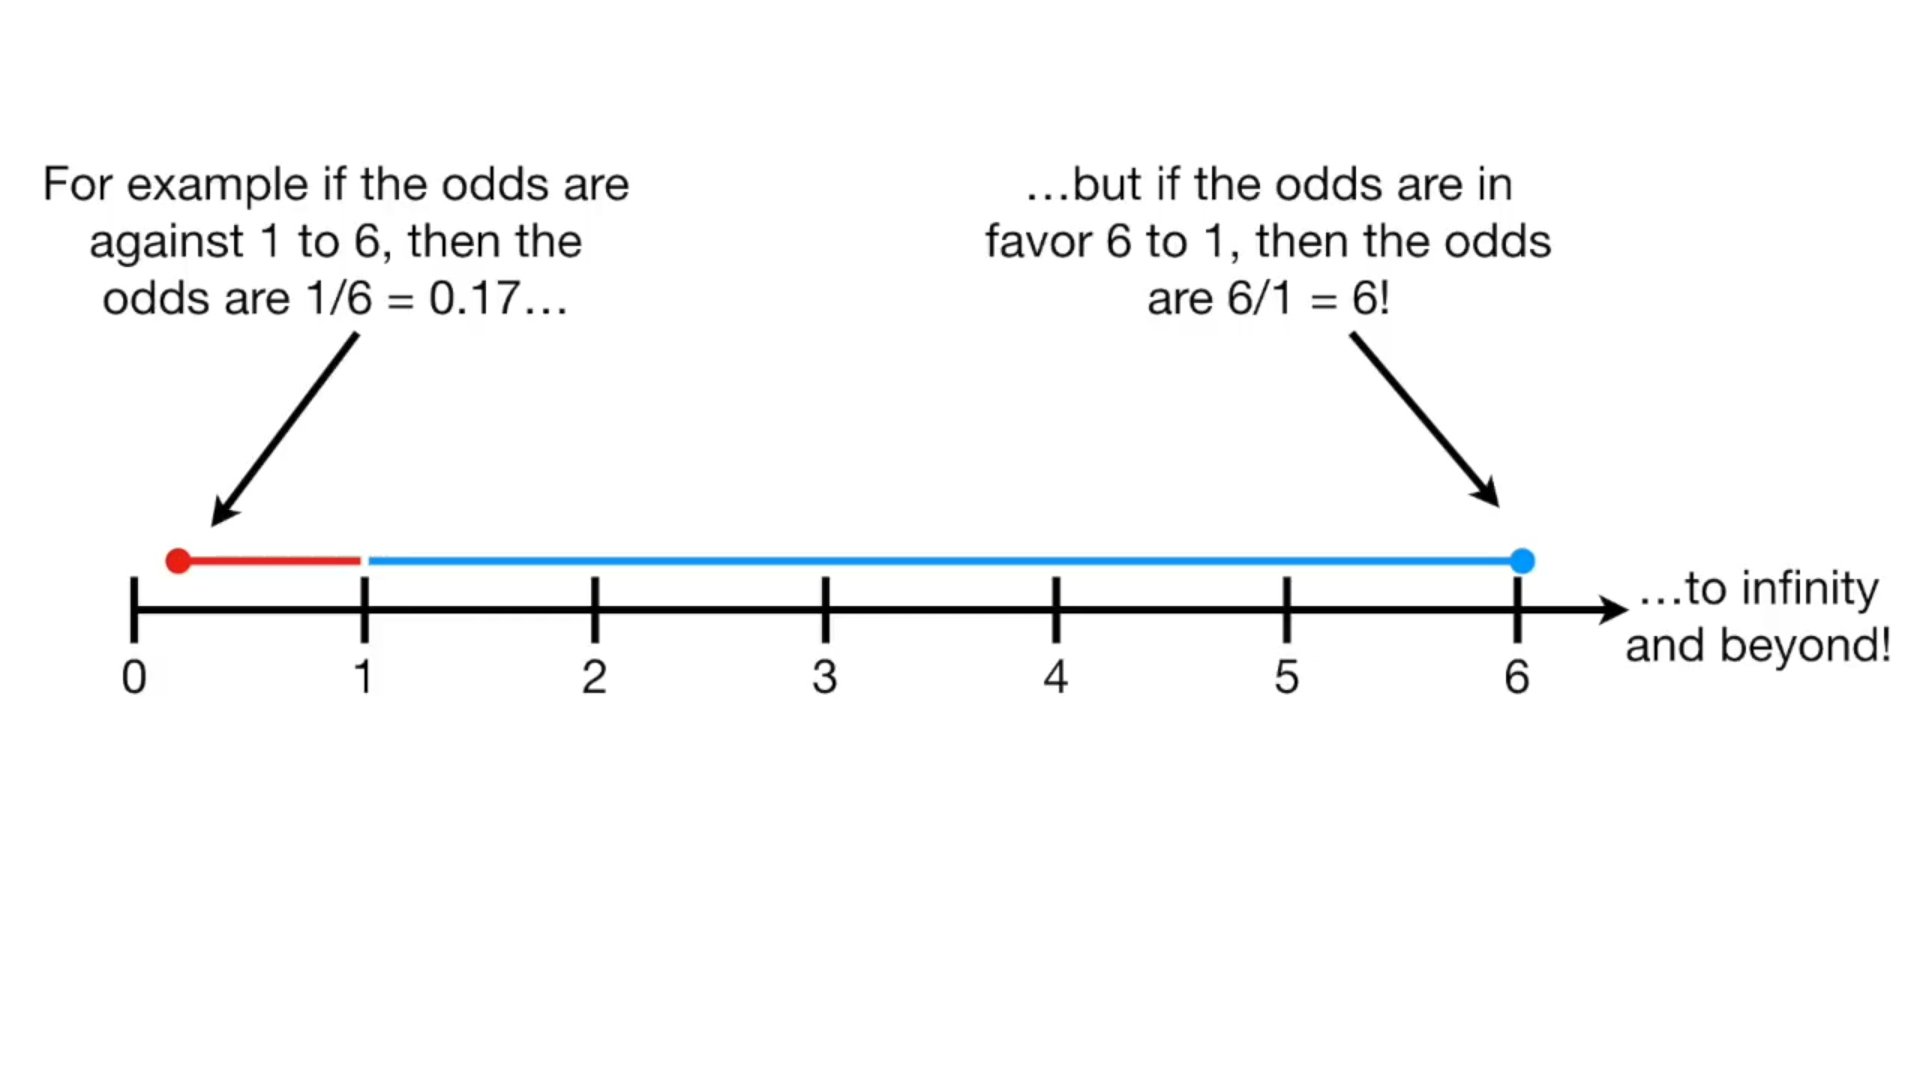 For example if the odds are
against 1 to 6, then the
odds are 1/6 = 0.17…
…but if the odds are in
favor 6 to 1, then the odds
are 6/1 = 6!
…to infinity
and beyond!
0 1 2 3 4 5 6